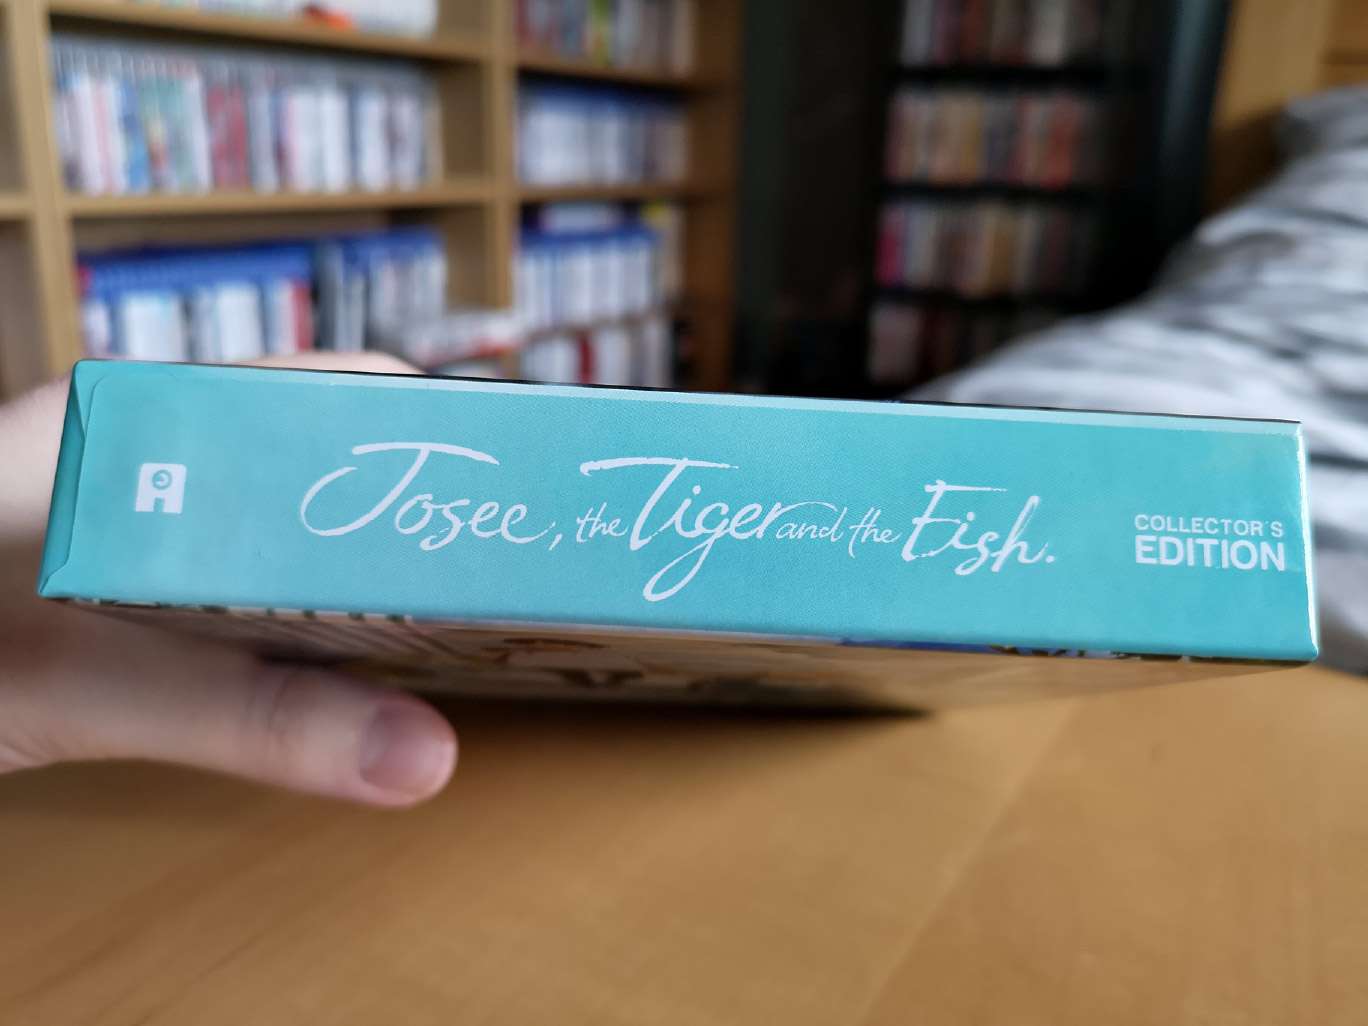 Josee, the Tiger and the Fish.
COLLECTOR'S
EDITION